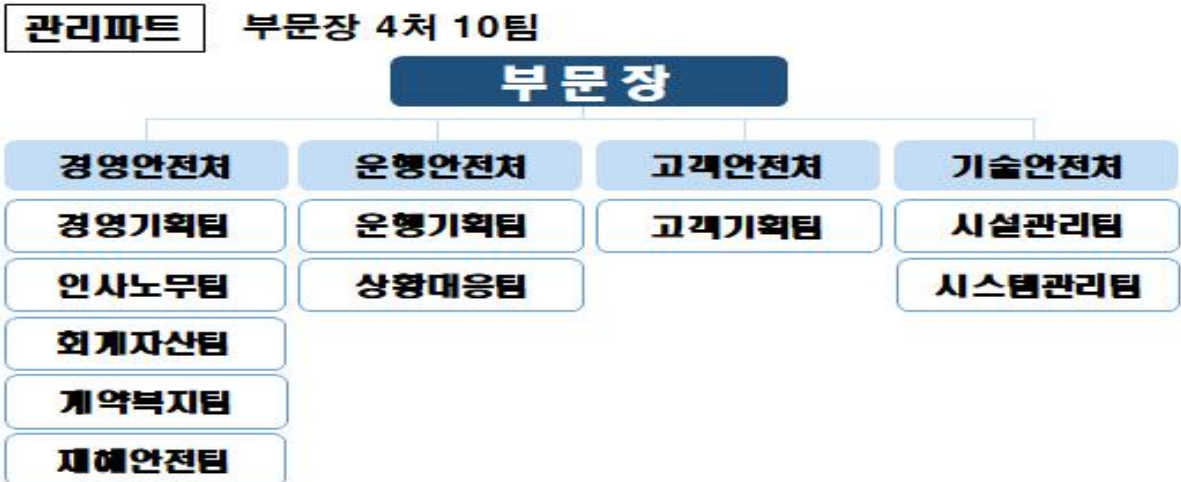 관리파트 부문장 4처 10팀
부문장
경영안전처 운행안전처 고객안전처 기술안전처
경영기획팀 운행기획팀 고객기획팀 시설관리팀
인사노무팀 상황대응팀 시스템관리팀
회계자산팀
계약복지팀
재해안전팀